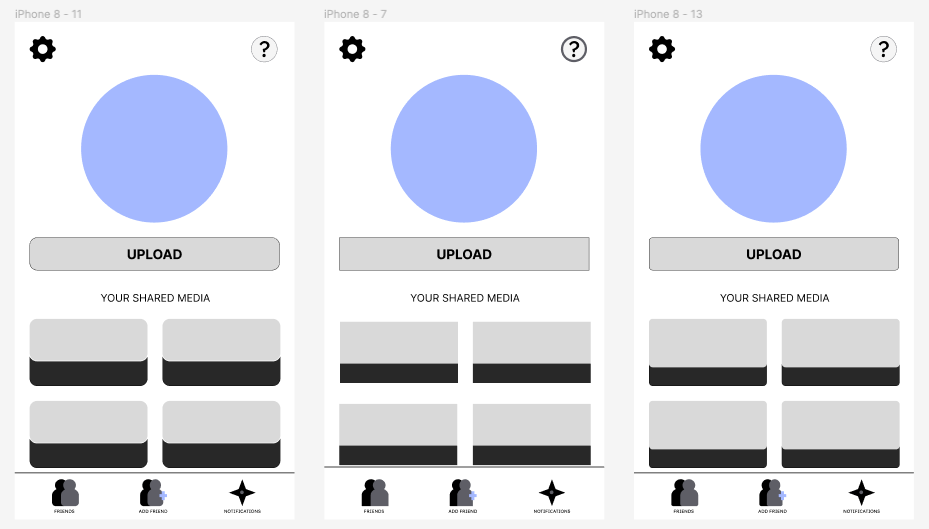 iPhone 8 - 11
iPhone 8 - 7
iPhone 8 - 13
?
?
?
UPLOAD
UPLOAD
UPLOAD
YOUR SHARED MEDIA
YOUR SHARED MEDIA
YOUR SHARED MEDIA
FRIENDS
ADD FRIEND
NOTIFICATIONS
FRIENDS
ADD FRIEND
NOTIFICATIONS
FRIENDS
ADD FRIEND
NOTIFICATIONS